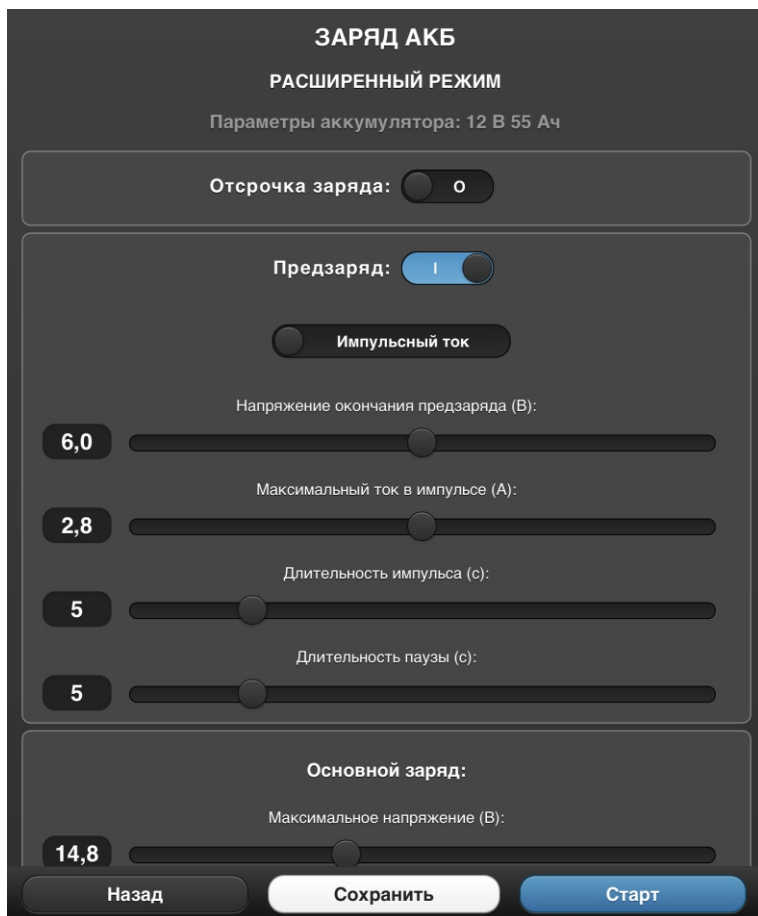 ЗАРЯД АКБ
РАСШИРЕННЫЙ РЕЖИМ
Параметры аккумулятора: 12 В 55 Ач
Отсрочка заряда: O
Предзаряд: I
Импульсный ток
Напряжение окончания предзаряда (В):
6,0
Максимальный ток в импульсе (А):
2,8
Длительность импульса (с):
5
Длительность паузы (с):
5
Основной заряд:
Максимальное напряжение (В):
14,8
Назад Сохранить Старт